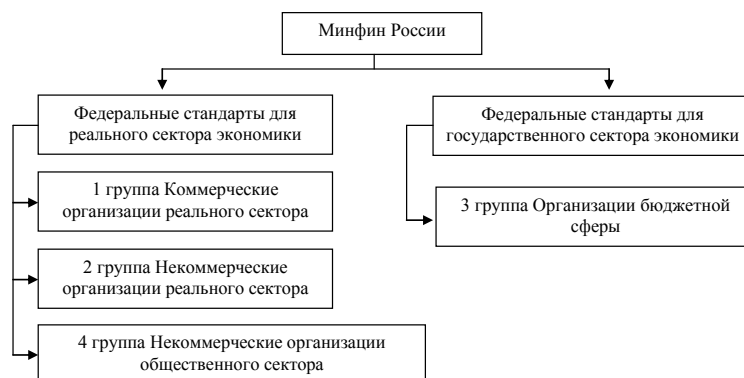 Минфин России
Федеральные стандарты для
реального сектора экономики
Федеральные стандарты для
государственного сектора экономики
1 группа Коммерческие
организации реального сектора
3 группа Организации бюджетной
сферы
2 группа Некоммерческие
организации реального сектора
4 группа Некоммерческие организации
общественного сектора